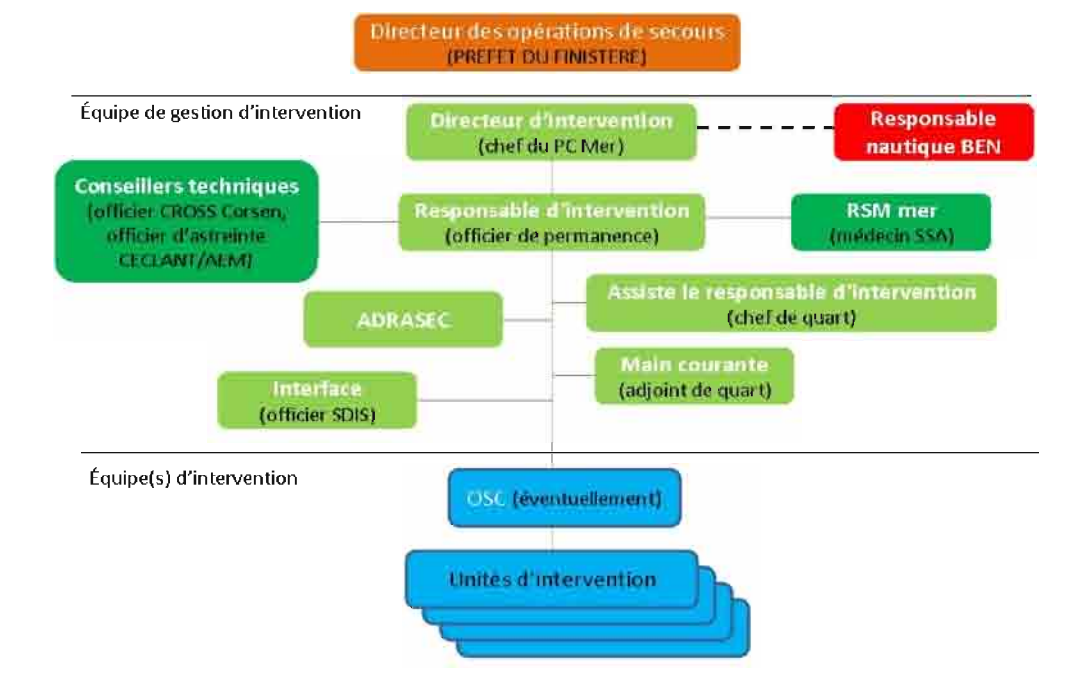 Directeur des opérations de secours
(PREFET DU FINISTERE)
Équipe de gestion d'intervention
Directeur d'intervention
(chef du PC Mer)
Responsable
nautique BEN
Conseillers techniques
(officier CROSS Corsen,
officier d'astreinte
CECLANT/AEM)
Responsable d'intervention
(officier de permanence)
RSM mer
(médecin SSA)
Assiste le responsable d'intervention
(chef de quart)
ADRASEC
Main courante
(adjoint de quart)
Interface
(officier SDIS)
Équipe(s) d'intervention
OSC (éventuellement)
Unités d'intervention